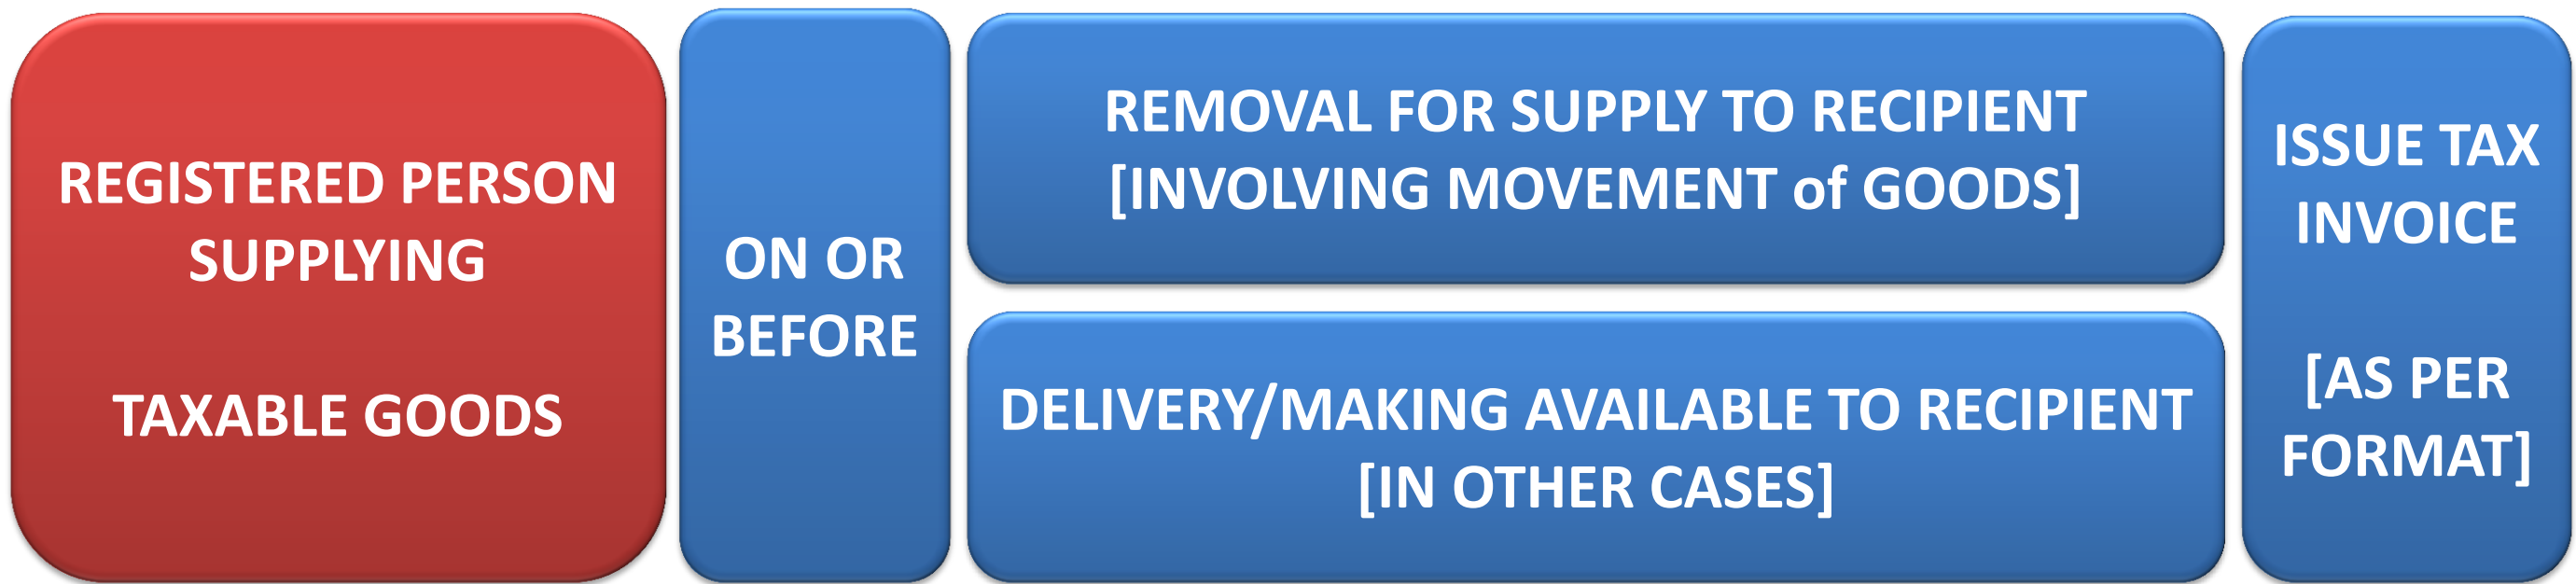 REGISTERED PERSON
SUPPLYING
TAXABLE GOODS
ON OR
BEFORE
REMOVAL FOR SUPPLY TO RECIPIENT
[INVOLVING MOVEMENT of GOODS]
DELIVERY/MAKING AVAILABLE TO RECIPIENT
[IN OTHER CASES]
ISSUE TAX
INVOICE
[AS PER
FORMAT]